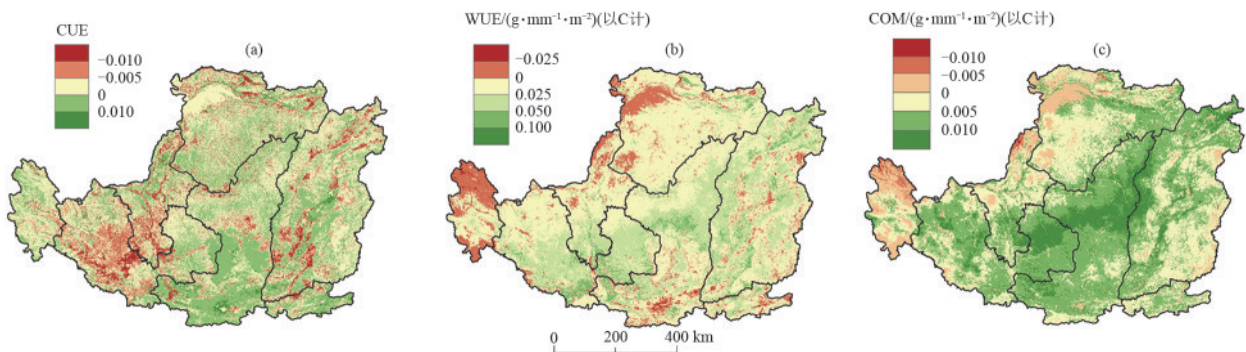 CUE
(a)
−0.010
−0.005
0
0.010
WUE/(g·mm⁻¹·m⁻²)(以C计)
(b)
−0.025
0
0.025
0.050
0.100
COM/(g·mm⁻¹·m⁻²)(以C计)
(c)
−0.010
−0.005
0
0.005
0.010
0 200 400 km